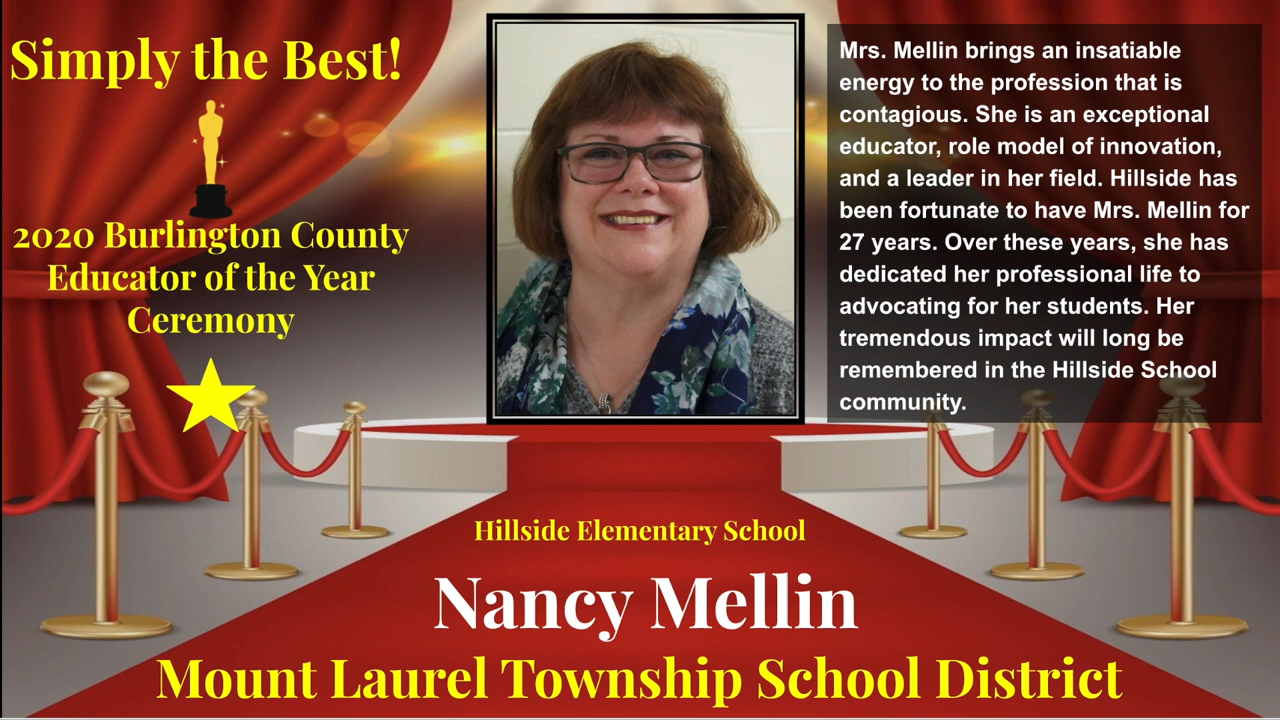 Simply the Best!
2020 Burlington County
Educator of the Year
Ceremony
Mrs. Mellin brings an insatiable
energy to the profession that is
contagious. She is an exceptional
educator, role model of innovation,
and a leader in her field. Hillside has
been fortunate to have Mrs. Mellin for
27 years. Over these years, she has
dedicated her professional life to
advocating for her students. Her
tremendous impact will long be
remembered in the Hillside School
community.
Hillside Elementary School
Nancy Mellin
Mount Laurel Township School District